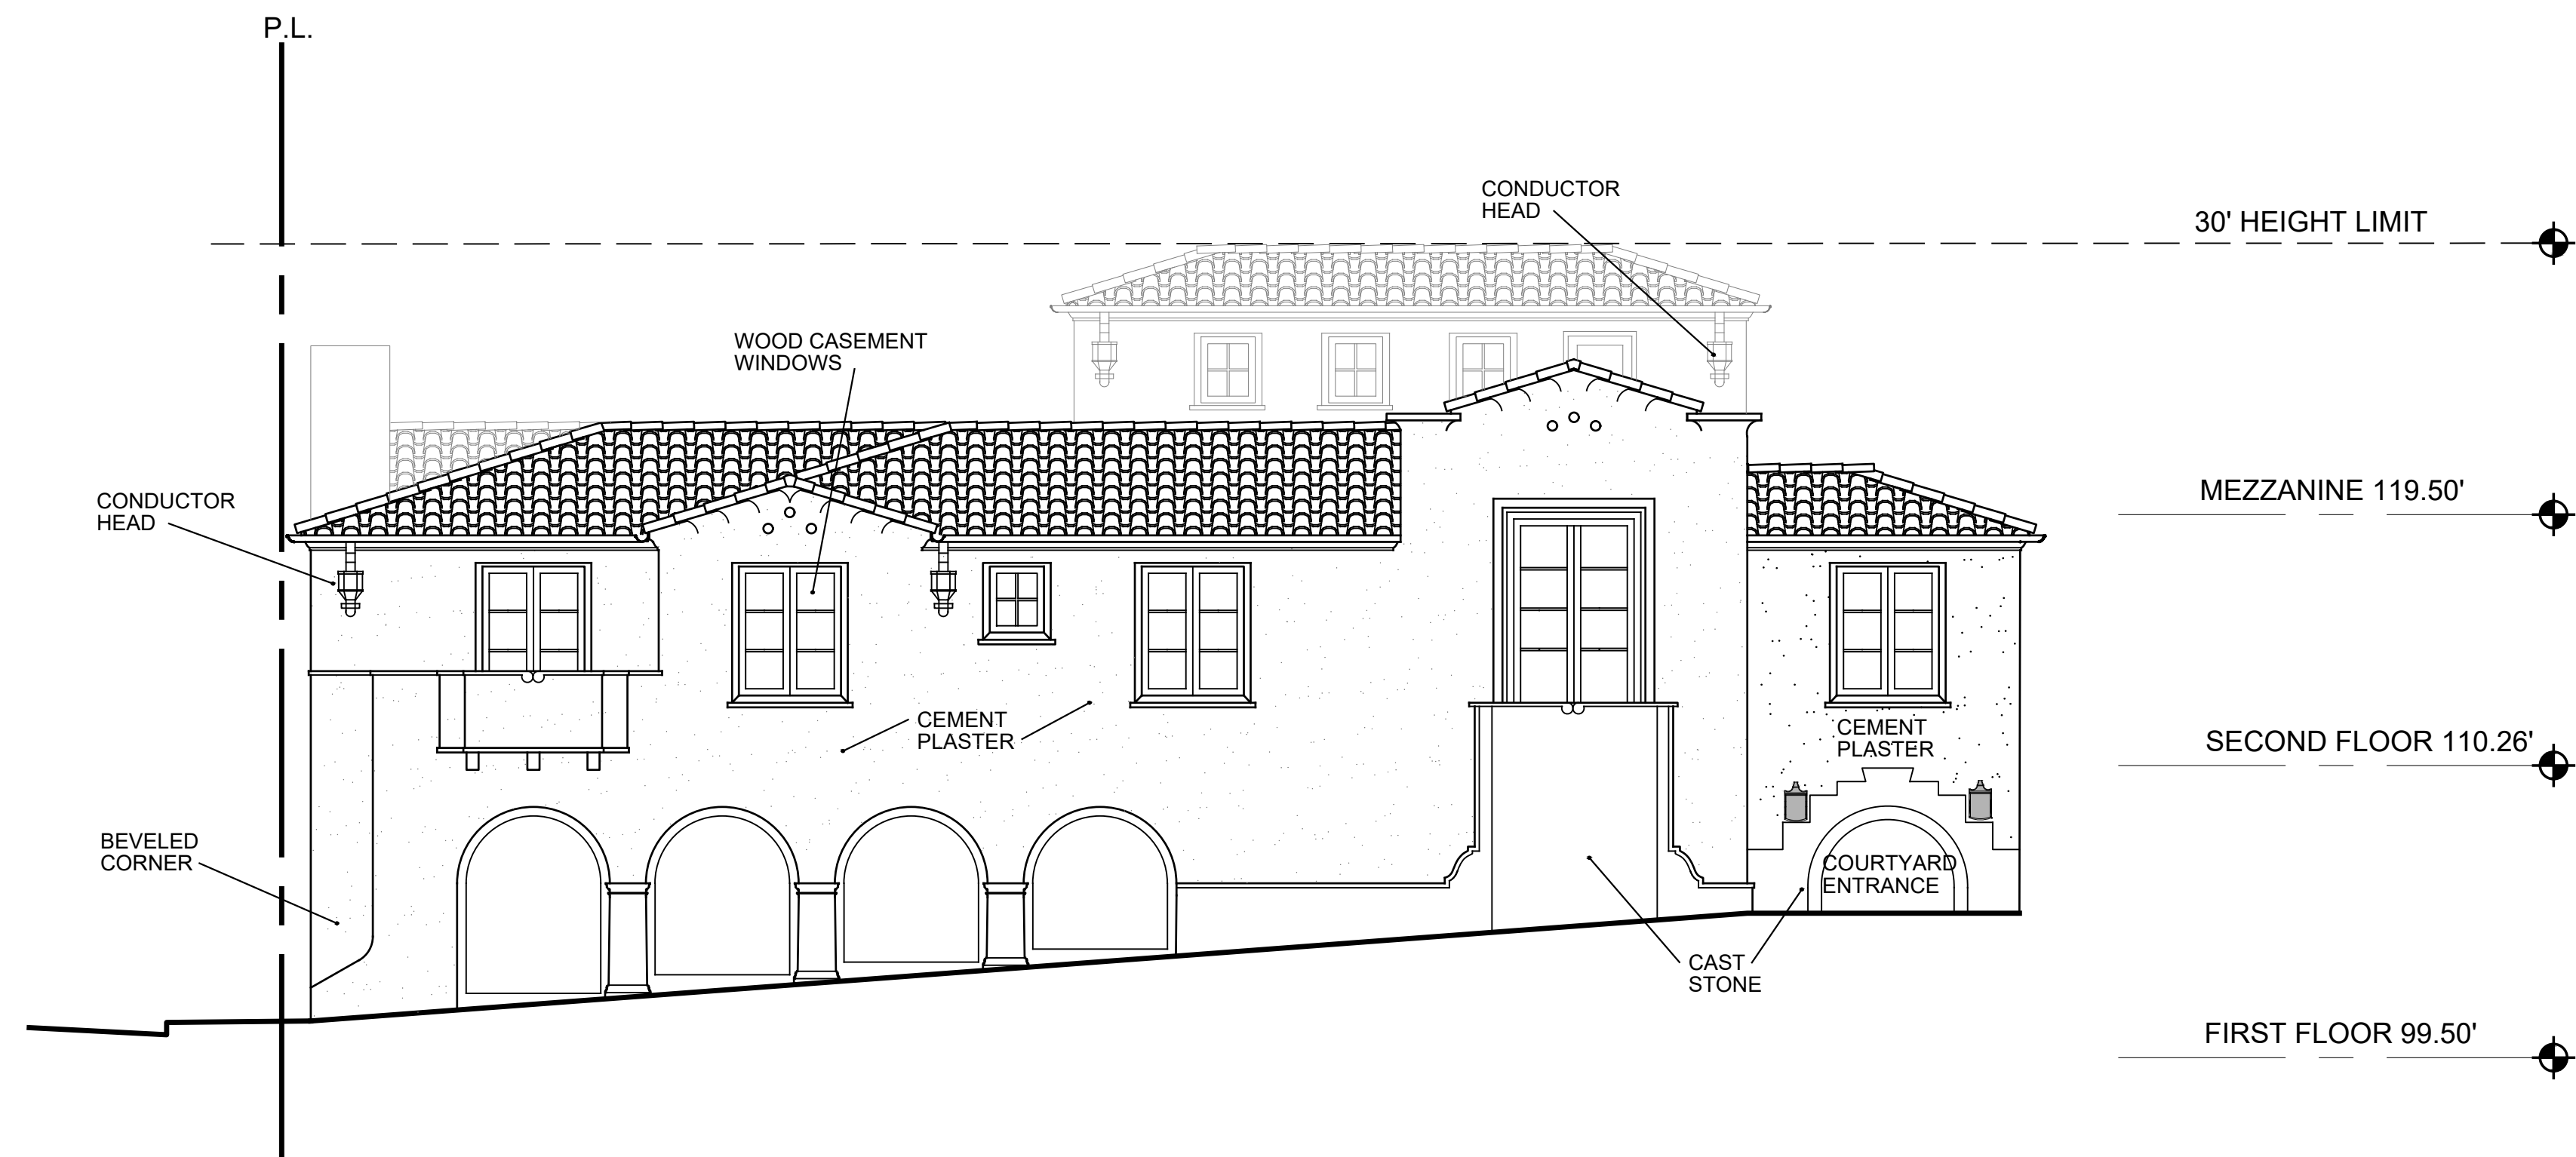 P.L.
CONDUCTOR
HEAD
30' HEIGHT LIMIT
WOOD CASEMENT
WINDOWS
CONDUCTOR
HEAD
MEZZANINE 119.50'
CEMENT
PLASTER
CEMENT
PLASTER
SECOND FLOOR 110.26'
BEVELED
CORNER
COURTYARD
ENTRANCE
CAST
STONE
FIRST FLOOR 99.50'